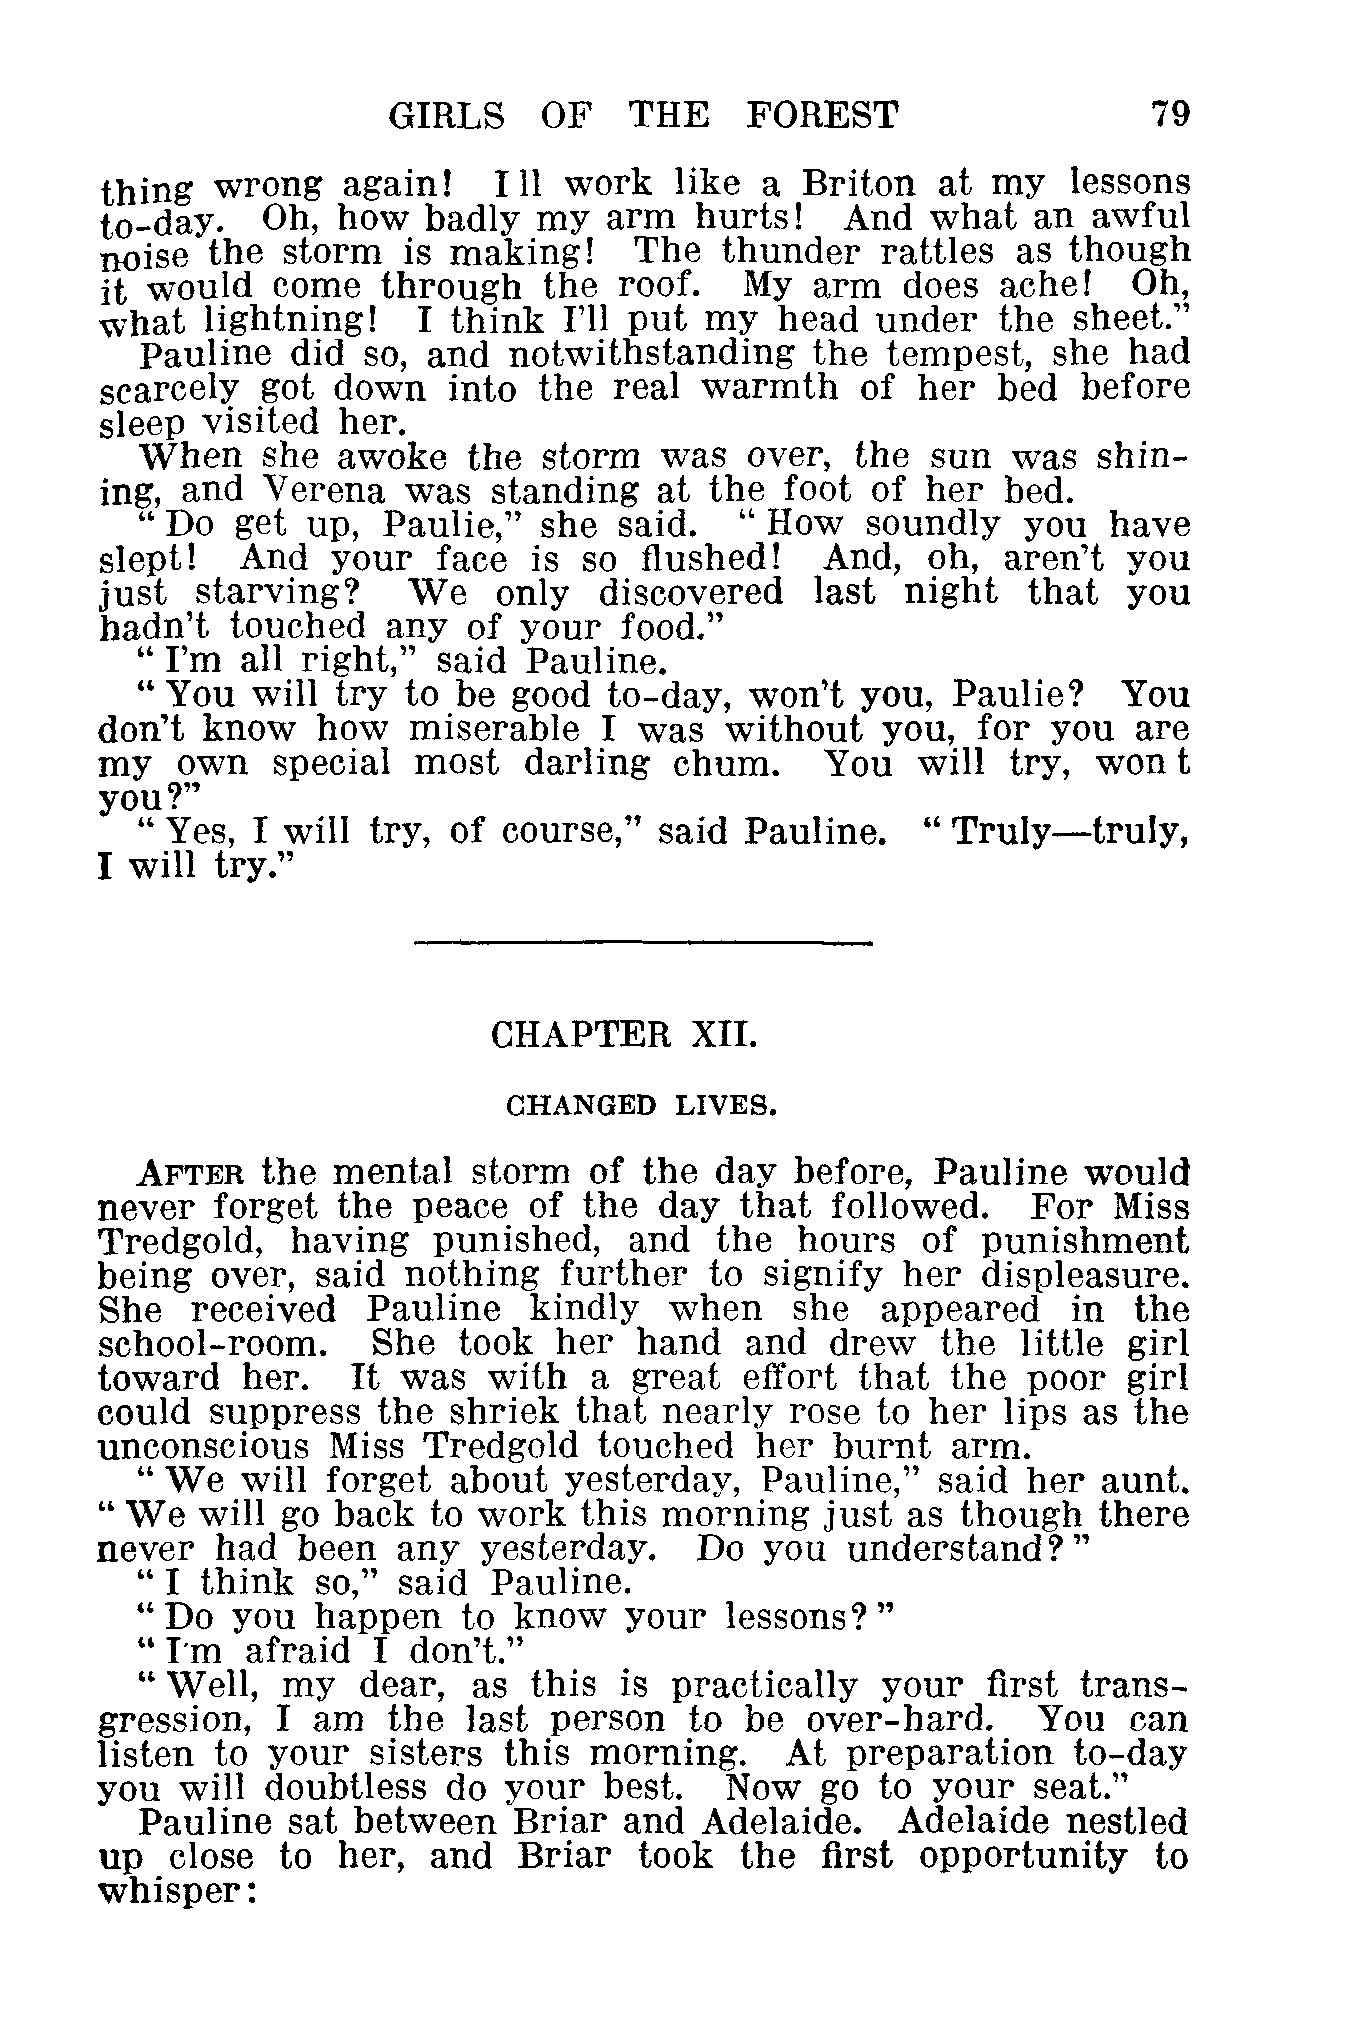 GIRLS OF THE FOREST 79
thing wrong again! I ll work like a Briton at my lessons
to-day. Oh, how badly my arm hurts! And what an awful
noise the storm is making! The thunder rattles as though
it would come through the roof. My arm does ache! Oh,
what lightning! I think I’ll put my head under the sheet.”
Pauline did so, and notwithstanding the tempest, she had
scarcely got down into the real warmth of her bed before
sleep visited her.
When she awoke the storm was over, the sun was shin-
ing, and Verena was standing at the foot of her bed.
“ Do get up, Paulie,” she said. “ How soundly you have
slept! And your face is so flushed! And, oh, aren’t you
just starving? We only discovered last night that you
hadn’t touched any of your food.”
“ I’m all right,” said Pauline.
“ You will try to be good to-day, won’t you, Paulie? You
don’t know how miserable I was without you, for you are
my own special most darling chum. You will try, won t
you?”
“ Yes, I will try, of course,” said Pauline. “ Truly—truly,
I will try.”
CHAPTER XII.
CHANGED LIVES.
AFTER the mental storm of the day before, Pauline would
never forget the peace of the day that followed. For Miss
Tredgold, having punished, and the hours of punishment
being over, said nothing further to signify her displeasure.
She received Pauline kindly when she appeared in the
school-room. She took her hand and drew the little girl
toward her. It was with a great effort that the poor girl
could suppress the shriek that nearly rose to her lips as the
unconscious Miss Tredgold touched her burnt arm.
“ We will forget about yesterday, Pauline,” said her aunt.
“ We will go back to work this morning just as though there
never had been any yesterday. Do you understand? ”
“ I think so,” said Pauline.
“ Do you happen to know your lessons? ”
“ I'm afraid I don’t.”
“ Well, my dear, as this is practically your first trans-
gression, I am the last person to be over-hard. You can
listen to your sisters this morning. At preparation to-day
you will doubtless do your best. Now go to your seat.”
Pauline sat between Briar and Adelaide. Adelaide nestled
up close to her, and Briar took the first opportunity to
whisper: